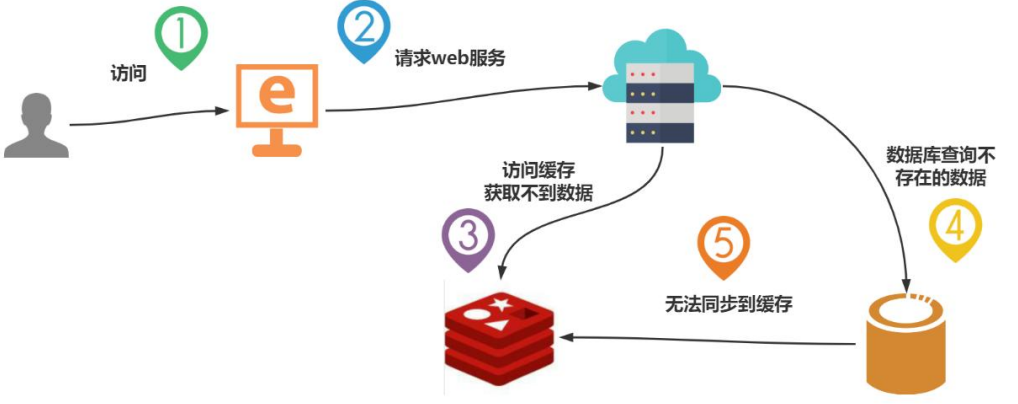 1
访问
2
请求web服务
访问缓存
获取不到数据
3
数据库查询不
存在的数据
4
5
无法同步到缓存
e